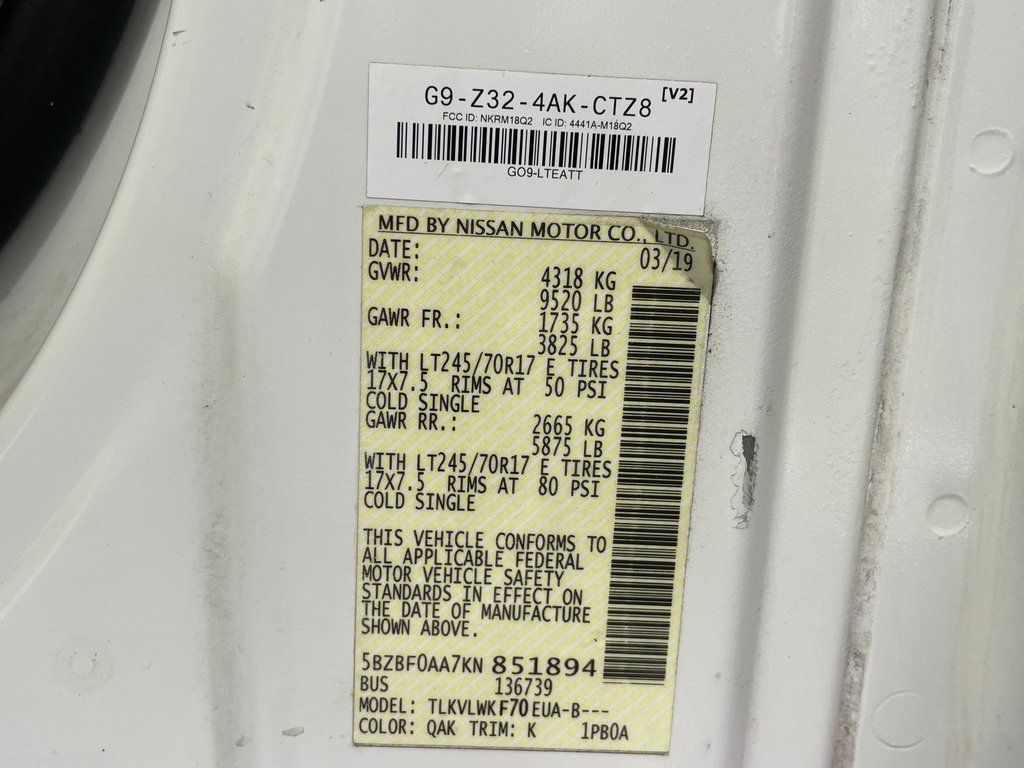 G9-Z32-4AK-CTZ8 [V2]
FCC ID: NKRM18Q2 IC ID: 4441A-M18Q2
GO9-LTEATT
MFD BY NISSAN MOTOR CO., LTD.
DATE: 03/19
GVWR: 4318 KG
9520 LB
GAWR FR.: 1735 KG
3825 LB
WITH LT245/70R17 E TIRES
17X7.5 RIMS AT 50 PSI
COLD SINGLE
GAWR RR.: 2665 KG
5875 LB
WITH LT245/70R17 E TIRES
17X7.5 RIMS AT 80 PSI
COLD SINGLE
THIS VEHICLE CONFORMS TO
ALL APPLICABLE FEDERAL
MOTOR VEHICLE SAFETY
STANDARDS IN EFFECT ON
THE DATE OF MANUFACTURE
SHOWN ABOVE.
5BZBF0AA7KN 851894
BUS 136739
MODEL: TLKVLWKF70EUA-B---
COLOR: QAK TRIM: K 1PB0A